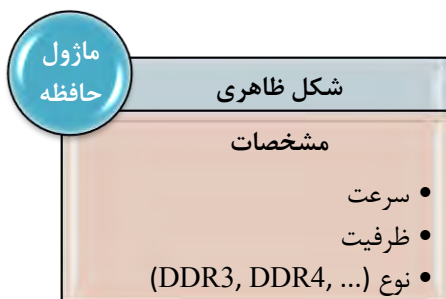 ماژول
حافظه
شکل ظاهری
مشخصات
• سرعت
• ظرفیت
• نوع (DDR3, DDR4, ...)